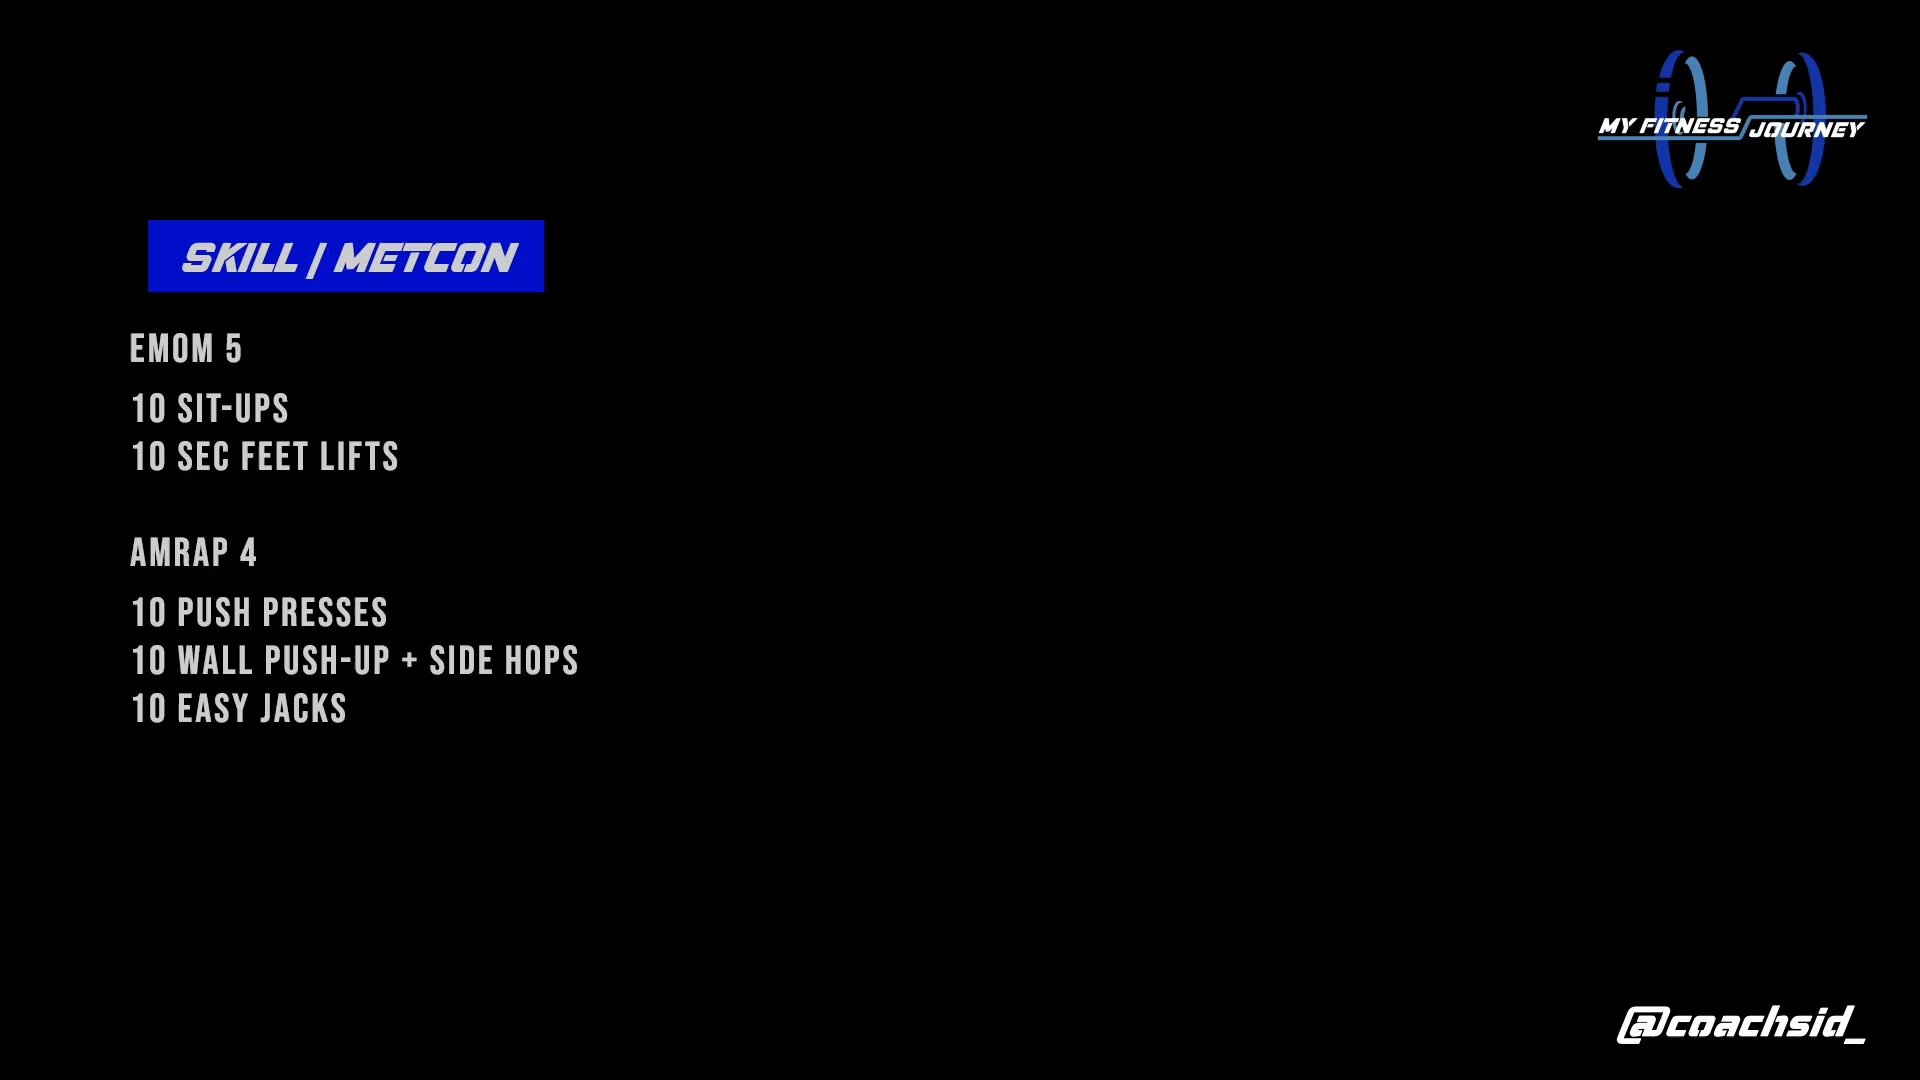 MY FITNESS JOURNEY
SKILL / METCON
EMOM 5
10 SIT-UPS
10 SEC FEET LIFTS
AMRAP 4
10 PUSH PRESSES
10 WALL PUSH-UP + SIDE HOPS
10 EASY JACKS
@coachsid_